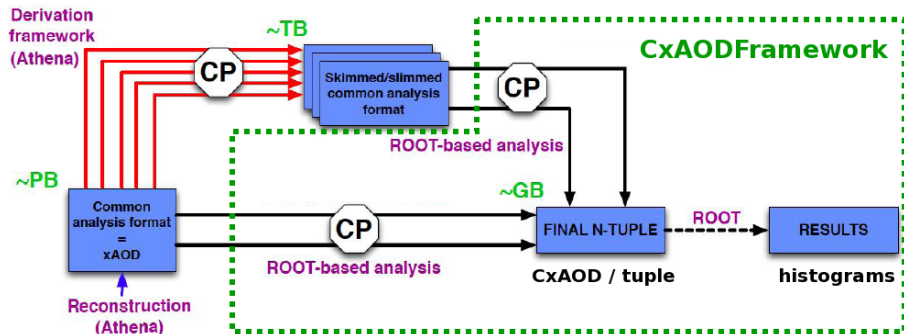 Derivation
framework
(Athena)
~TB
CxAODFramework
CP
Skimmed/slimmed
common analysis
format
CP
ROOT-based analysis
~PB
~GB
Common
analysis format
=
xAOD
CP
FINAL N-TUPLE
ROOT
RESULTS
ROOT-based analysis
CxAOD / tuple
histograms
Reconstruction
(Athena)